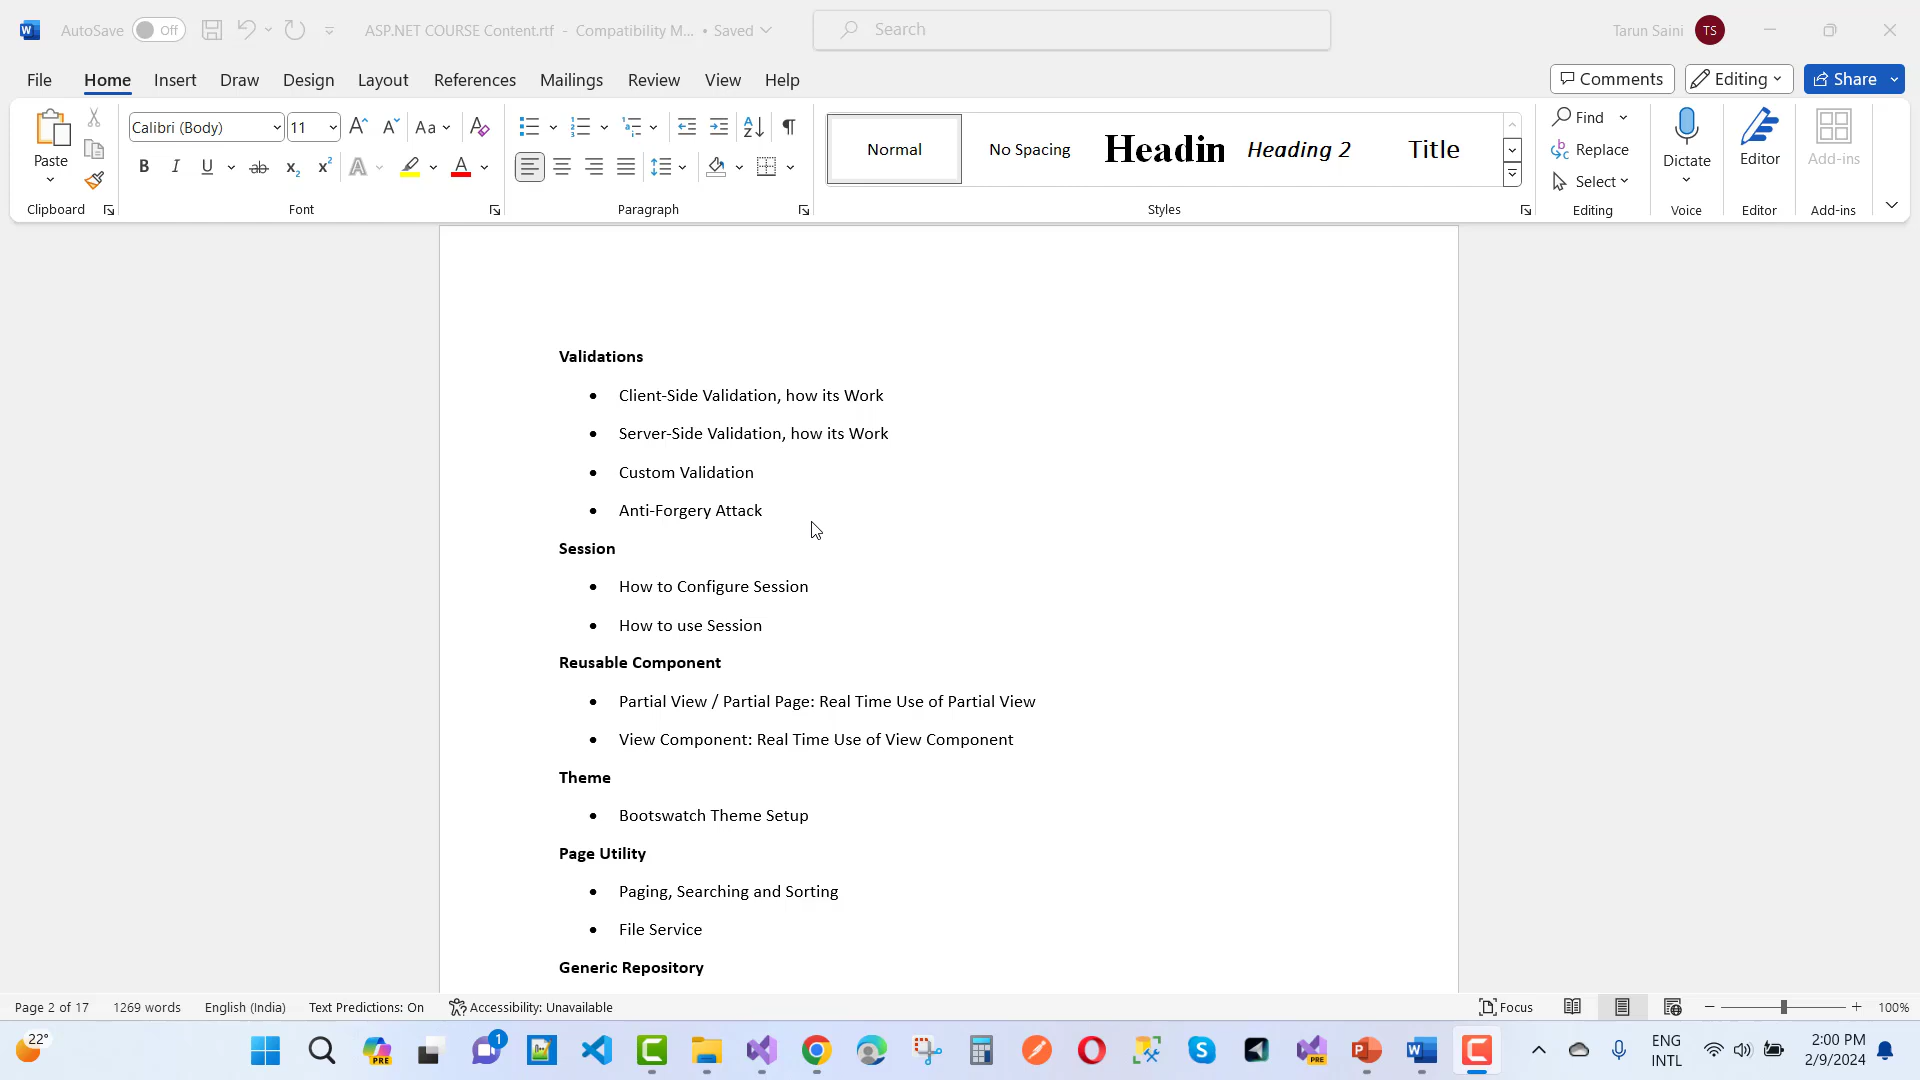 AutoSave Off ASP.NET COURSE Content.rtf - Compatibility M... • Saved Search Tarun Saini TS
File Home Insert Draw Design Layout References Mailings Review View Help Comments Editing Share
Paste Calibri (Body) 11 Aa Normal No Spacing Headin Heading 2 Title Find Replace Select Dictate Editor Add-ins
Clipboard Font Paragraph Styles Editing Voice Editor Add-ins
Validations
• Client-Side Validation, how its Work
• Server-Side Validation, how its Work
• Custom Validation
• Anti-Forgery Attack
Session
• How to Configure Session
• How to use Session
Reusable Component
• Partial View / Partial Page: Real Time Use of Partial View
• View Component: Real Time Use of View Component
Theme
• Bootswatch Theme Setup
Page Utility
• Paging, Searching and Sorting
• File Service
Generic Repository
Page 2 of 17 1269 words English (India) Text Predictions: On Accessibility: Unavailable Focus 100%
22° PRE 1 PRE ENG 2:00 PM
INTL 2/9/2024